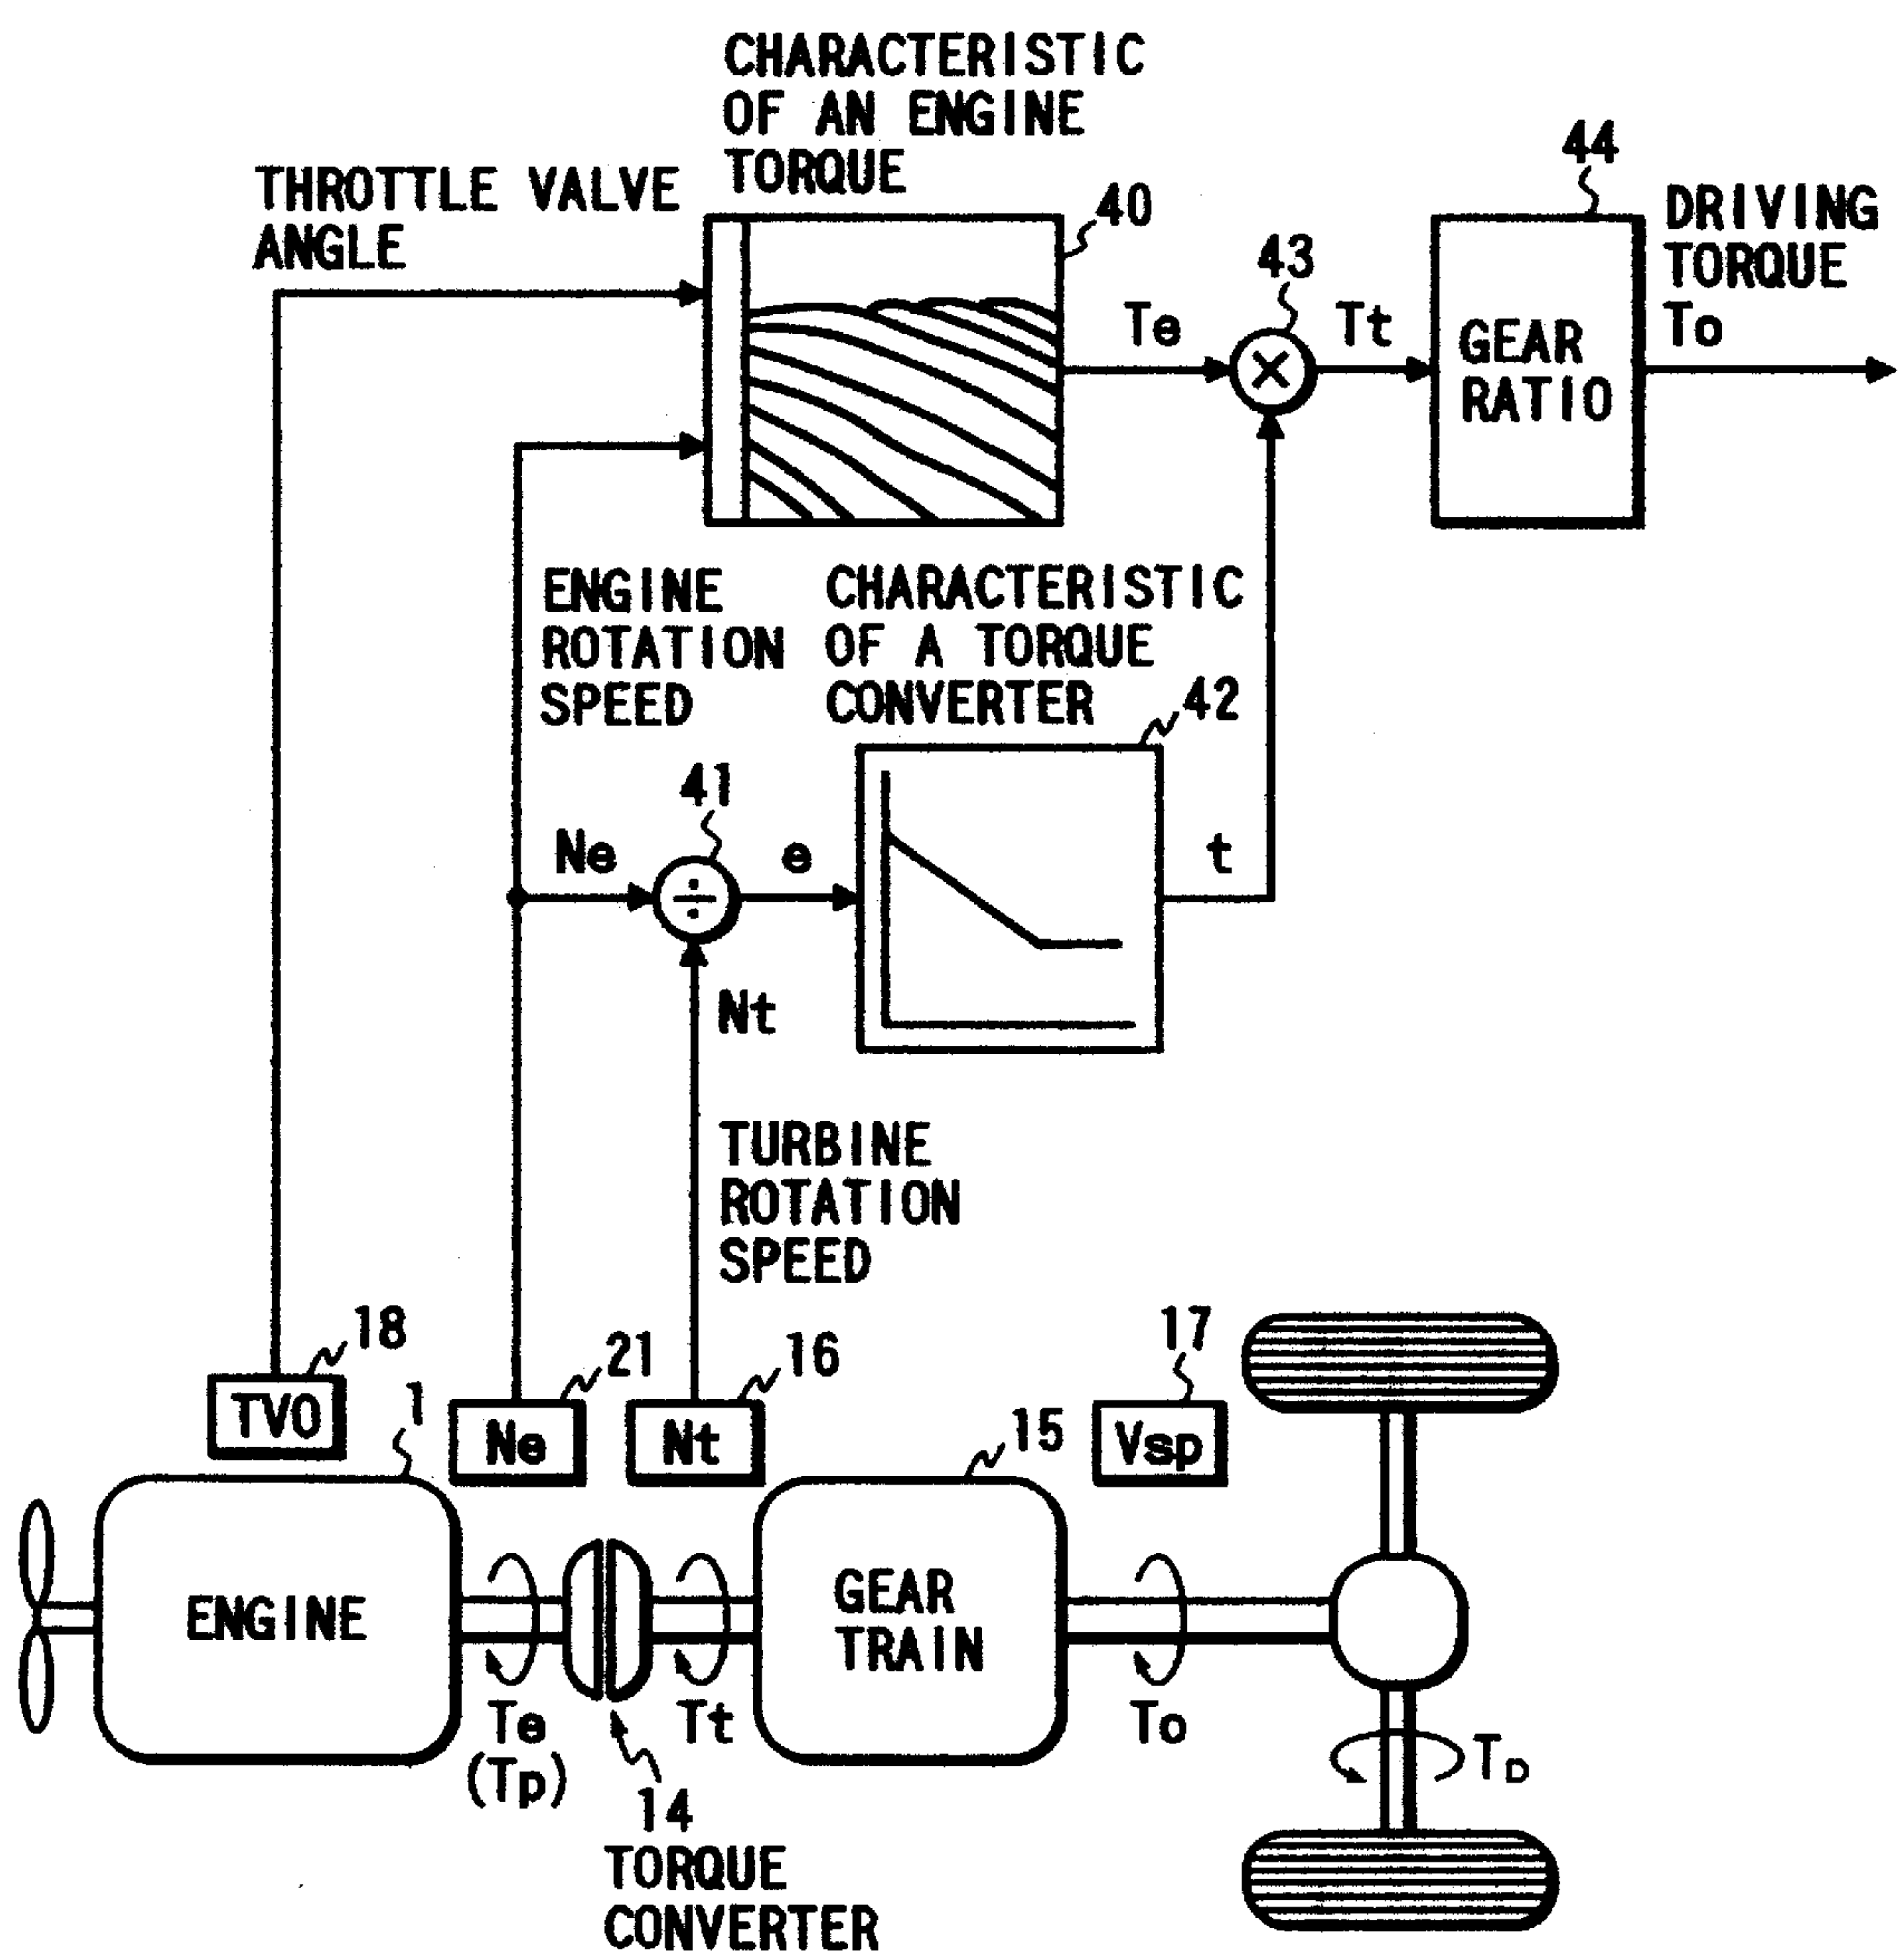 CHARACTERISTIC
OF AN ENGINE
TORQUE
THROTTLE VALVE
ANGLE
40
44
DRIVING
TORQUE
To
43
Te
Tt
GEAR
RATIO
ENGINE
ROTATION
SPEED
CHARACTERISTIC
OF A TORQUE
CONVERTER
42
41
Ne
e
t
÷
×
Nt
TURBINE
ROTATION
SPEED
18
TVO
1
21
Ne
16
Nt
15
17
Vsp
ENGINE
GEAR
TRAIN
Te
(Tp)
Tt
To
TD
14
TORQUE
CONVERTER